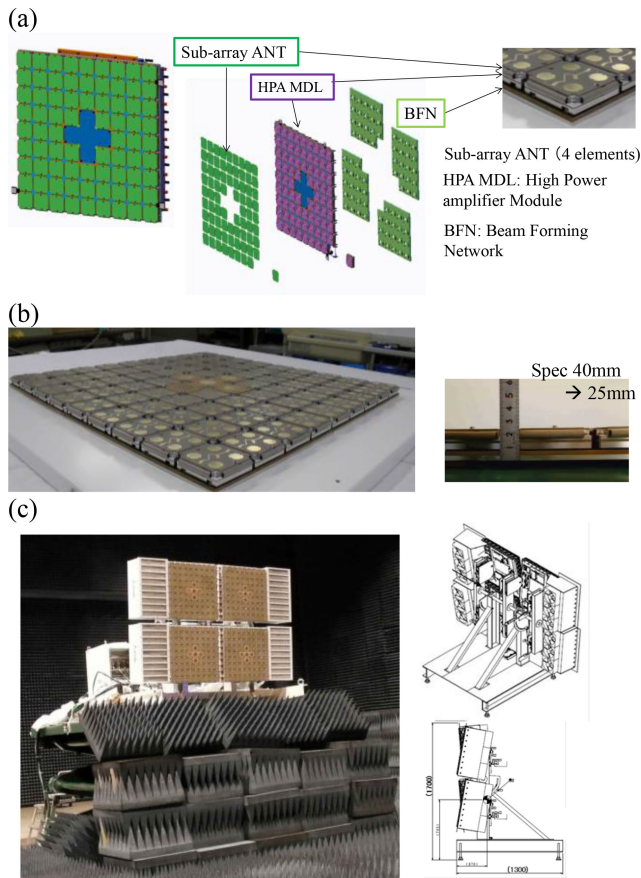 (a)
Sub-array ANT
HPA MDL
BFN
Sub-array ANT (4 elements)
HPA MDL: High Power
amplifier Module
BFN: Beam Forming
Network
(b)
Spec 40mm
→ 25mm
(c)
(1700)
(1300)